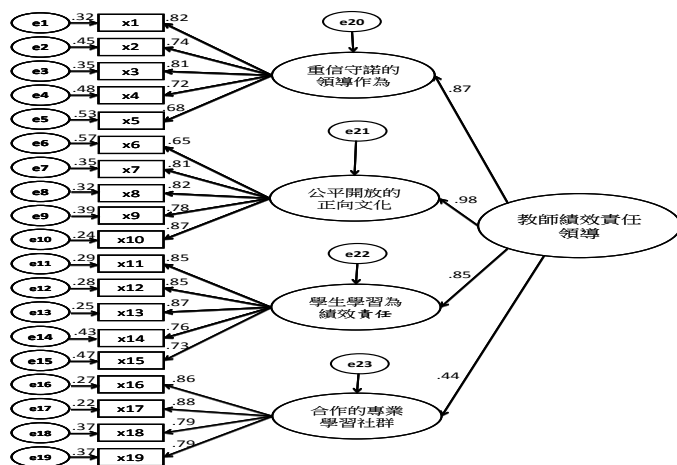 e1 .32 x1 .82
e2 .45 x2 .74
e3 .35 x3 .81
e4 .48 x4 .72
e5 .53 x5 .68
e6 .57 x6 .65
e7 .35 x7 .81
e8 .32 x8 .82
e9 .39 x9 .78
e10 .24 x10 .87
e11 .29 x11 .85
e12 .28 x12 .85
e13 .25 x13 .87
e14 .43 x14 .76
e15 .47 x15 .73
e16 .27 x16 .86
e17 .22 x17 .88
e18 .37 x18 .79
e19 .37 x19 .79
e20
重信守諾的
領導作為
e21
公平開放的
正向文化
e22
學生學習為
績效責任
e23
合作的專業
學習社群
.87
.98
.85
.44
教師績效責任
領導